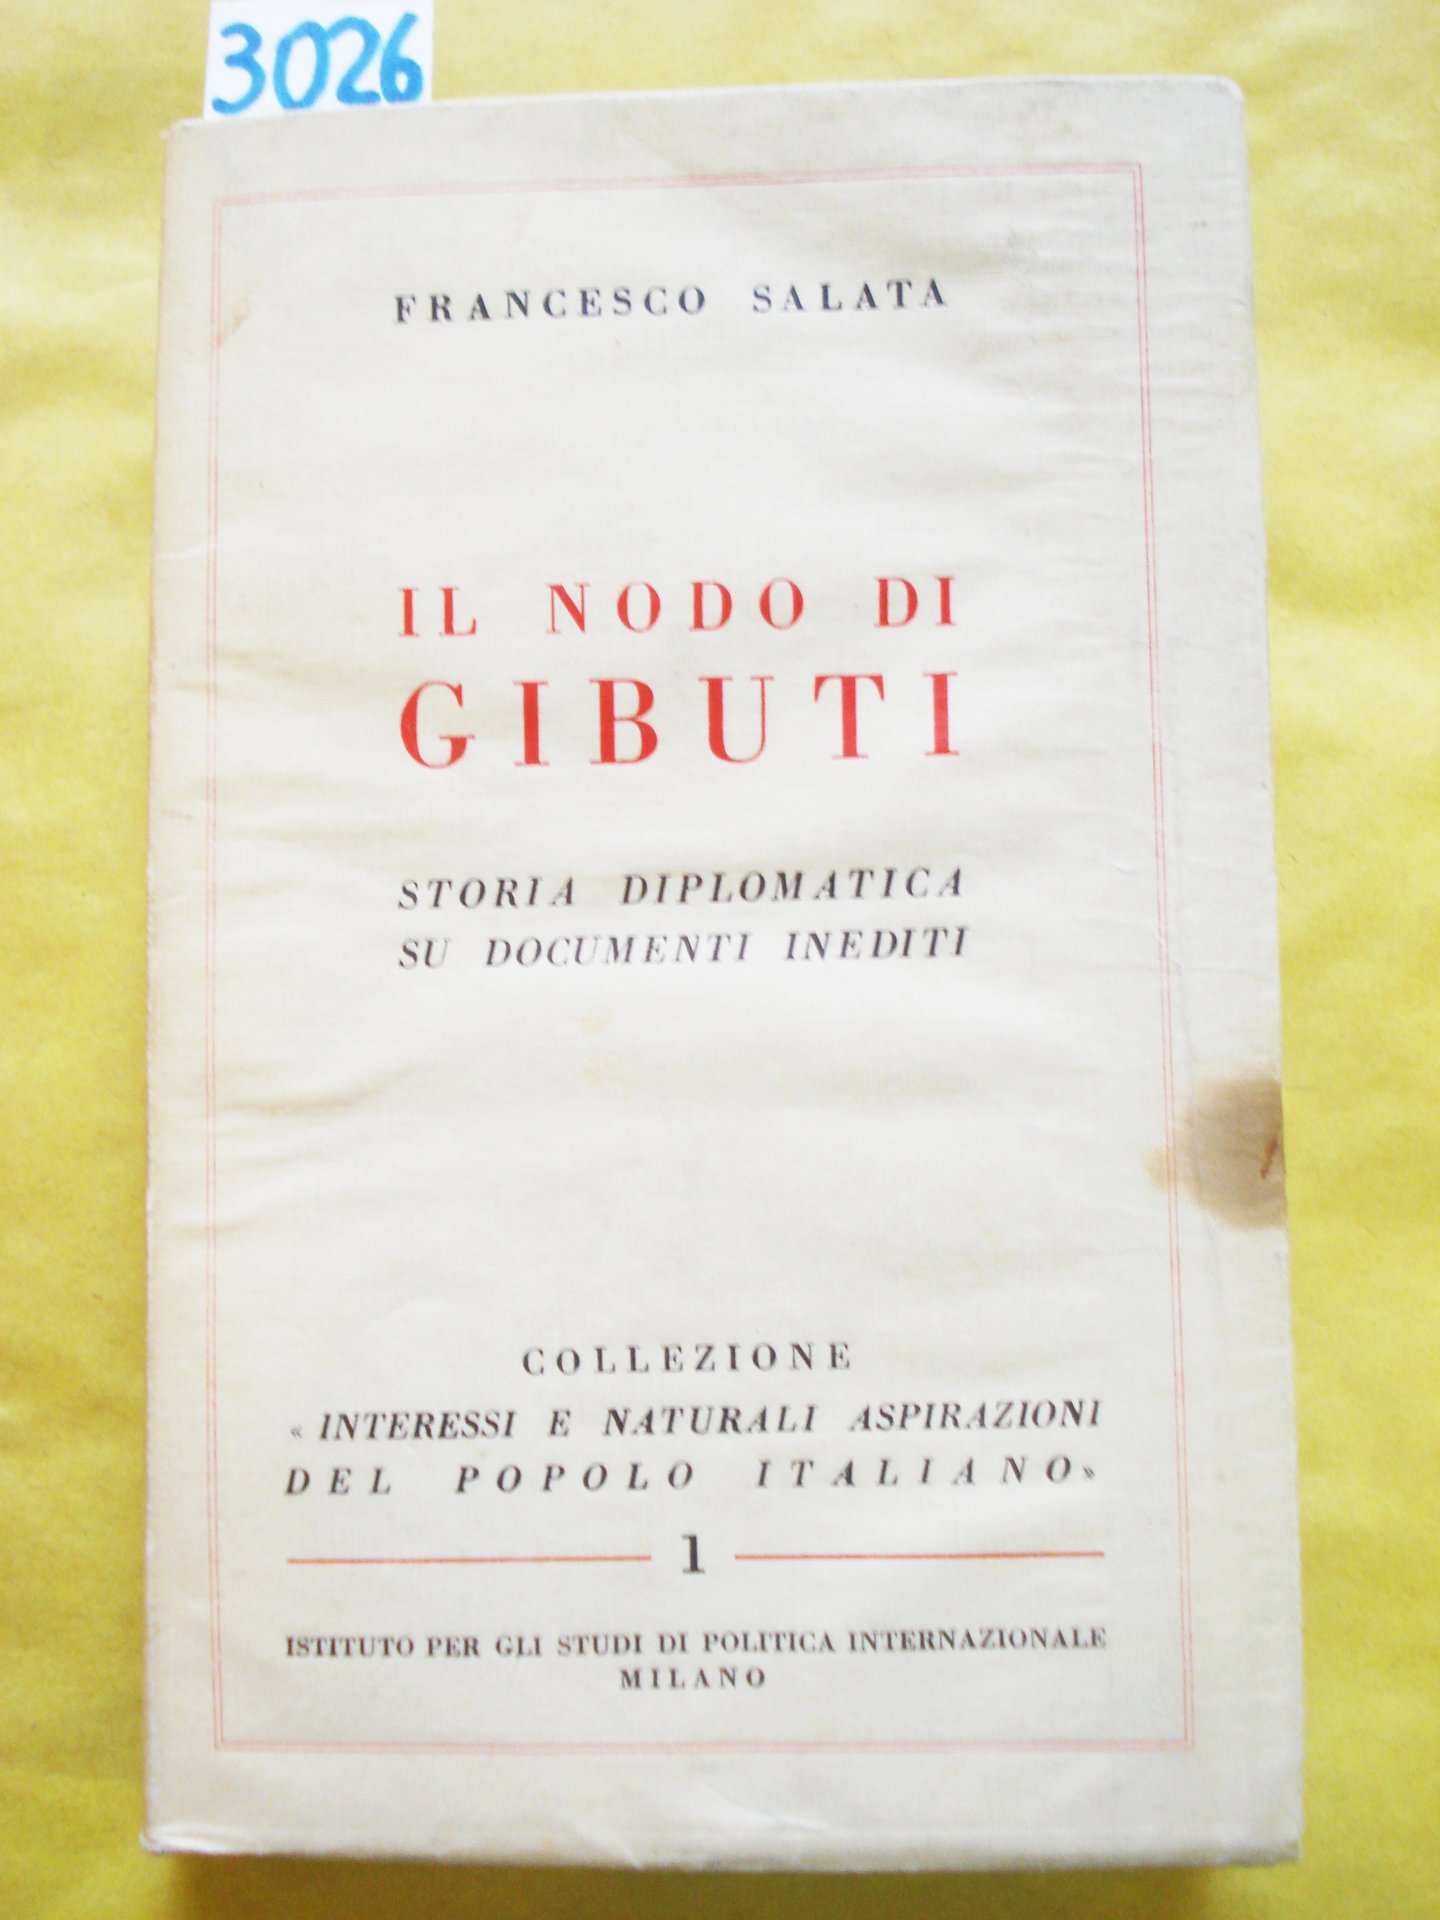 3026
FRANCESCO SALATA
IL NODO DI
GIBUTI
STORIA DIPLOMATICA
SU DOCUMENTI INEDITI
COLLEZIONE
« INTERESSI E NATURALI ASPIRAZIONI
DEL POPOLO ITALIANO»
1
ISTITUTO PER GLI STUDI DI POLITICA INTERNAZIONALE
MILANO